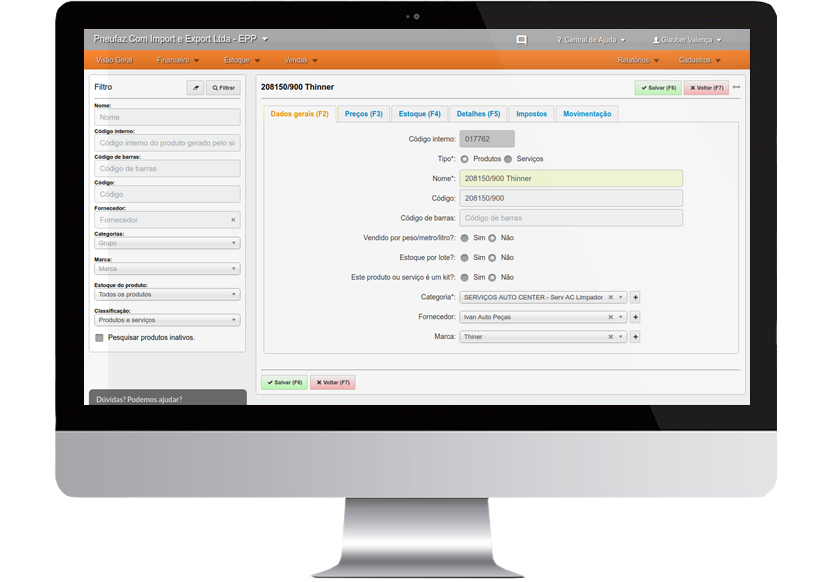 Pneufaz Com Import e Export Ltda - EPP
? Central de Ajuda
Glauber Valença
Visão Geral Financeiro Estoque Vendas Relatórios Cadastros
Filtro
Filtrar
Nome:
Nome
Código interno:
Código interno do produto gerado pelo si
Código de barras:
Código de barras
Código:
Código
Fornecedor:
Fornecedor ×
Categorias:
Grupo
Marca:
Marca
Estoque do produto:
Todos os produtos
Classificação:
Produtos e serviços
Pesquisar produtos inativos.
Dúvidas? Podemos ajudar?
208150/900 Thinner
Salvar (F6) Voltar (F7)
Dados gerais (F2) Preços (F3) Estoque (F4) Detalhes (F5) Impostos Movimentação
Código interno: 017762
Tipo*: Produtos Serviços
Nome*: 208150/900 Thinner
Código: 208150/900
Código de barras: Código de barras
Vendido por peso/metro/litro?: Sim Não
Estoque por lote?: Sim Não
Este produto ou serviço é um kit?: Sim Não
Categoria*: SERVIÇOS AUTO CENTER - Serv AC Limpador × +
Fornecedor: Ivan Auto Peças × +
Marca: Thiner × +
Salvar (F6) Voltar (F7)